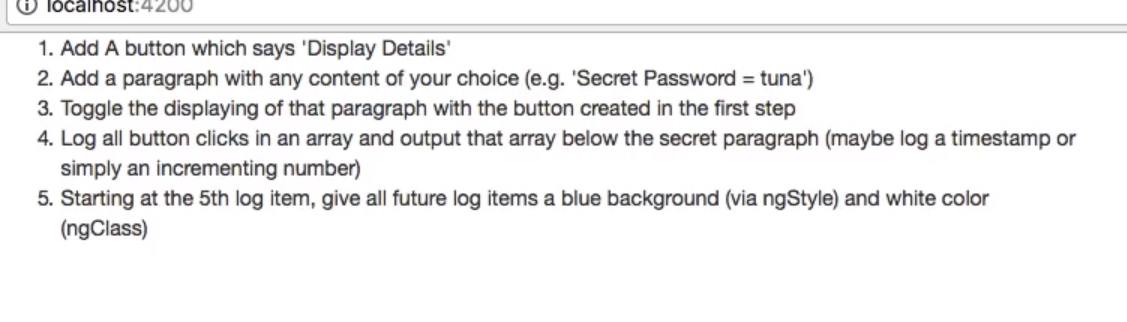 localhost:4200
1. Add A button which says 'Display Details'
2. Add a paragraph with any content of your choice (e.g. 'Secret Password = tuna')
3. Toggle the displaying of that paragraph with the button created in the first step
4. Log all button clicks in an array and output that array below the secret paragraph (maybe log a timestamp or
simply an incrementing number)
5. Starting at the 5th log item, give all future log items a blue background (via ngStyle) and white color
(ngClass)